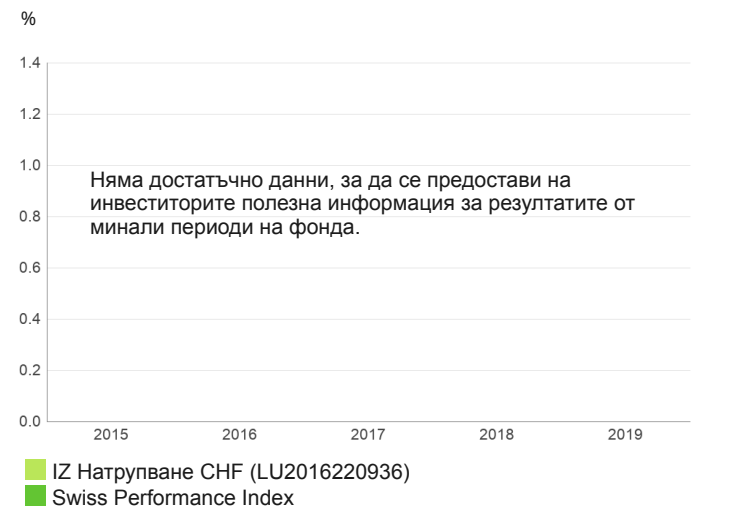 %
1.4
1.2
1.0
Няма достатъчно данни, за да се предостави на
инвеститорите полезна информация за резултатите от
минали периоди на фонда.
0.8
0.6
0.4
0.2
0.0
2015 2016 2017 2018 2019
IZ Натрупване CHF (LU2016220936)
Swiss Performance Index